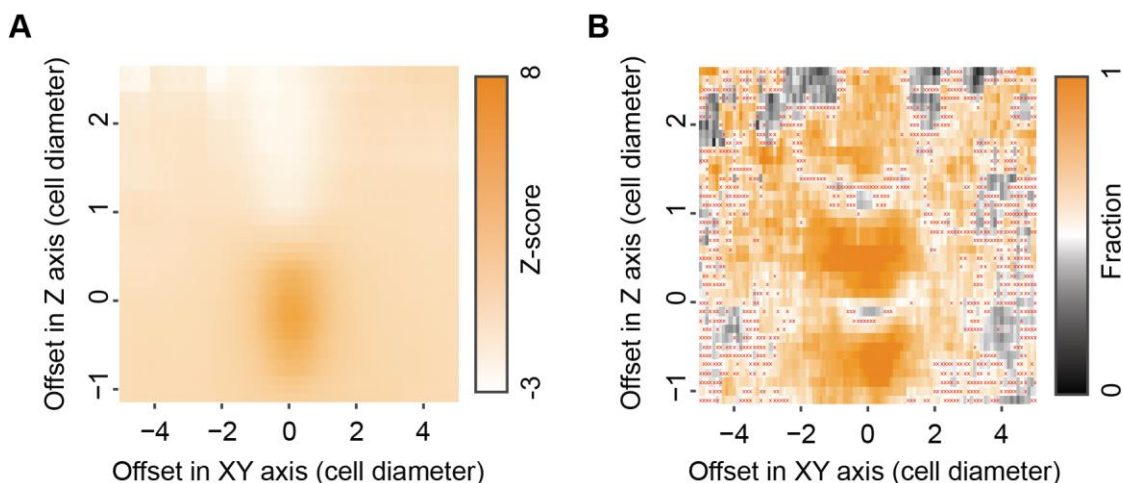 A
Offset in Z axis (cell diameter)
2
1
0
−1
−4
−2
0
2
4
Offset in XY axis (cell diameter)
8
Z-score
-3
B
Offset in Z axis (cell diameter)
2
1
0
−1
−4
−2
0
2
4
Offset in XY axis (cell diameter)
1
Fraction
0